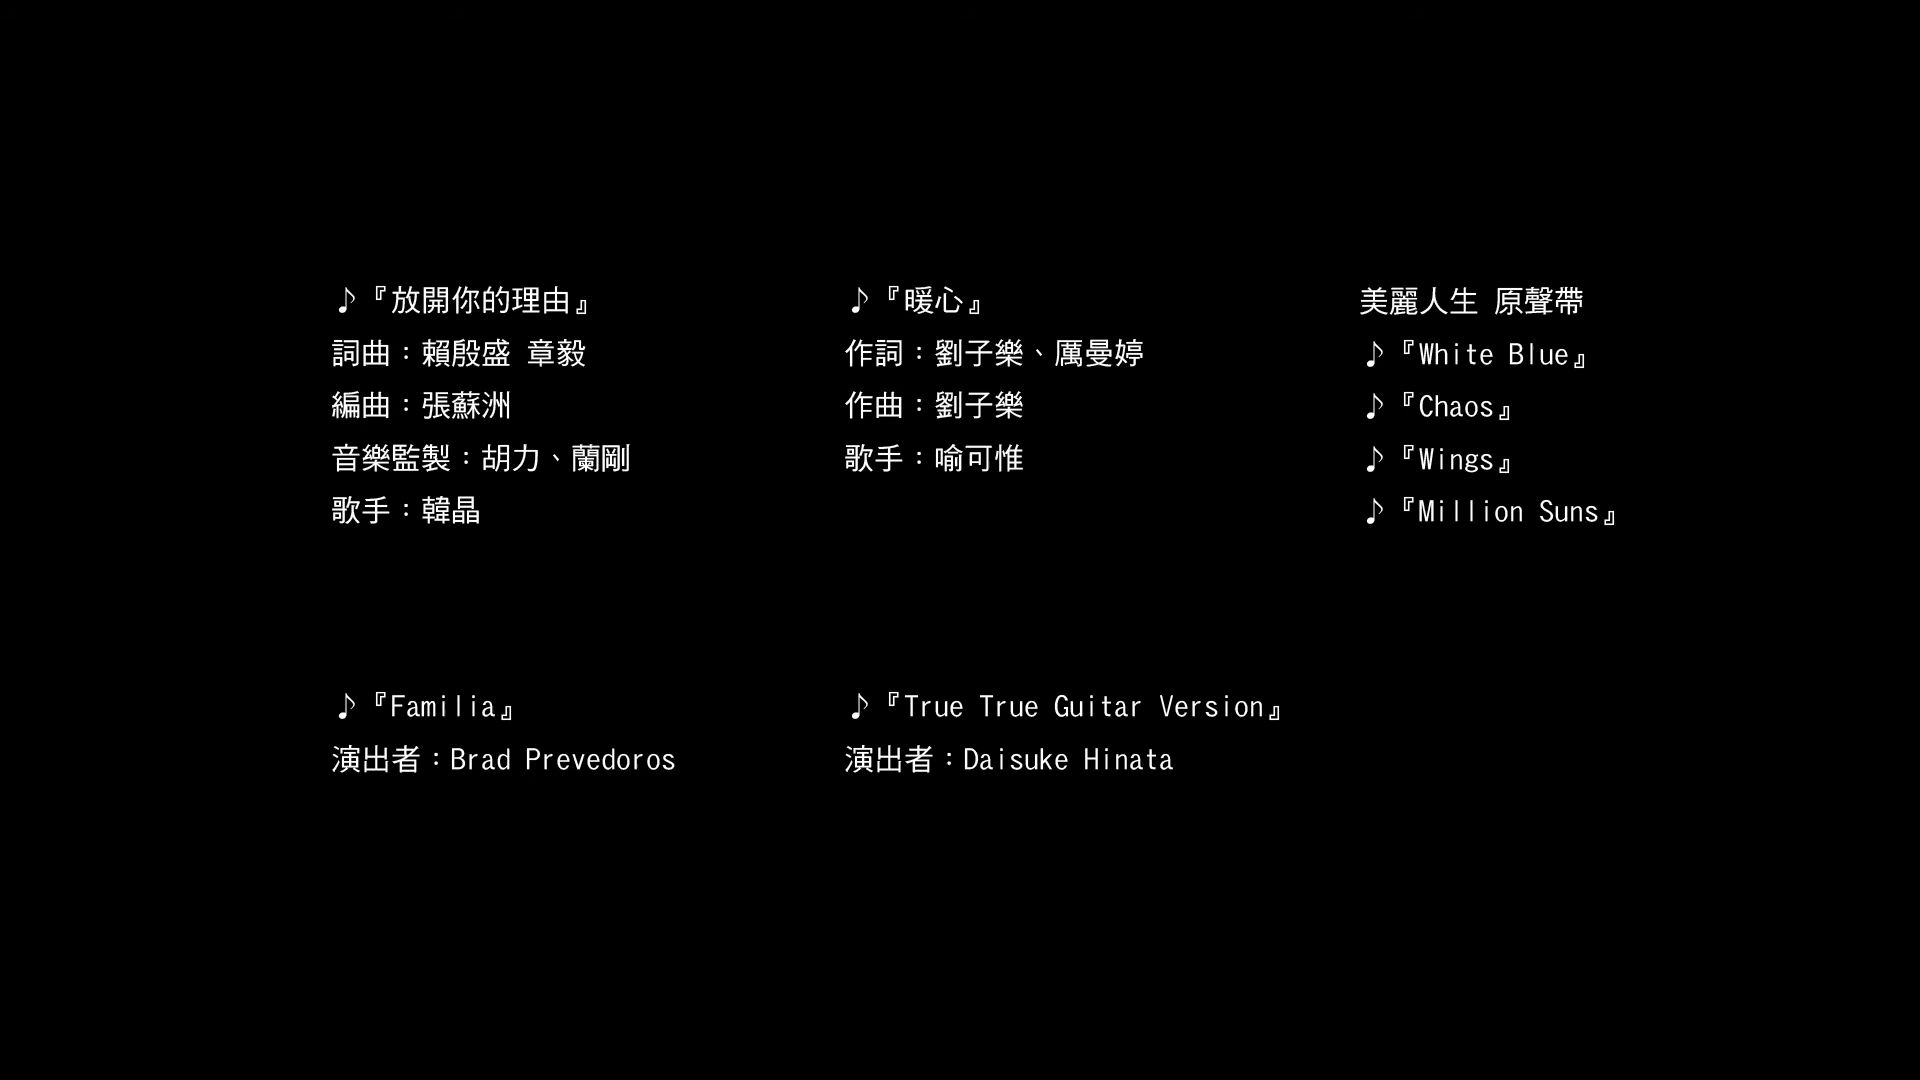 ♪『放開你的理由』
詞曲：賴殷盛 章毅
編曲：張蘇洲
音樂監製：胡力、蘭剛
歌手：韓晶
♪『暖心』
作詞：劉子樂、厲曼婷
作曲：劉子樂
歌手：喻可惟
美麗人生 原聲帶
♪『White Blue』
♪『Chaos』
♪『Wings』
♪『Million Suns』
♪『Familia』
演出者：Brad Prevedoros
♪『True True Guitar Version』
演出者：Daisuke Hinata